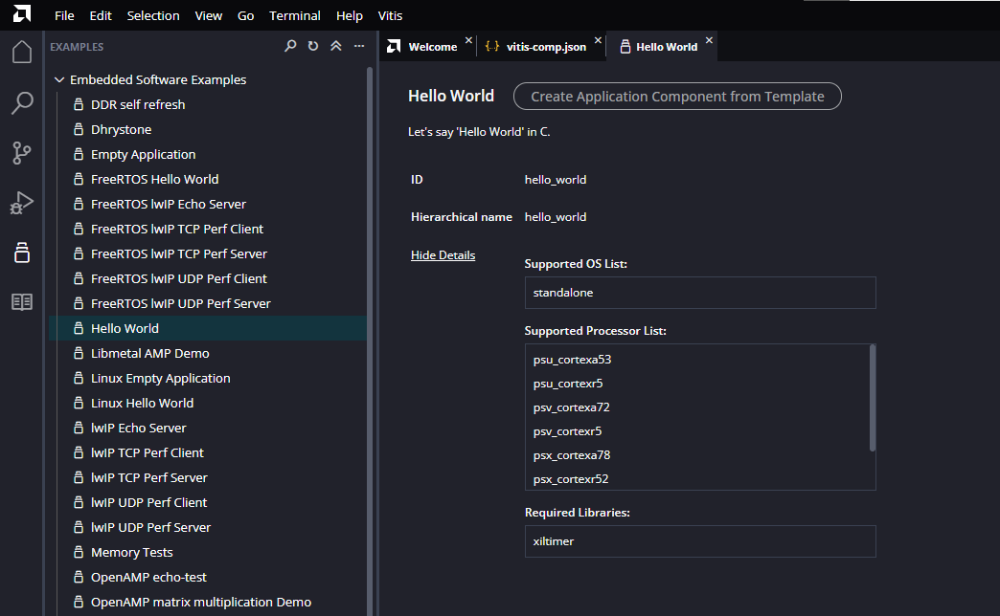 File Edit Selection View Go Terminal Help Vitis
EXAMPLES
Embedded Software Examples
DDR self refresh
Dhrystone
Empty Application
FreeRTOS Hello World
FreeRTOS lwIP Echo Server
FreeRTOS lwIP TCP Perf Client
FreeRTOS lwIP TCP Perf Server
FreeRTOS lwIP UDP Perf Client
FreeRTOS lwIP UDP Perf Server
Hello World
Libmetal AMP Demo
Linux Empty Application
Linux Hello World
lwIP Echo Server
lwIP TCP Perf Client
lwIP TCP Perf Server
lwIP UDP Perf Client
lwIP UDP Perf Server
Memory Tests
OpenAMP echo-test
OpenAMP matrix multiplication Demo
Welcome vitis-comp.json Hello World
Hello World Create Application Component from Template
Let's say 'Hello World' in C.
ID hello_world
Hierarchical name hello_world
Hide Details
Supported OS List:
standalone
Supported Processor List:
psu_cortexa53
psu_cortexr5
psv_cortexa72
psv_cortexr5
psx_cortexa78
psx_cortexr52
Required Libraries:
xiltimer